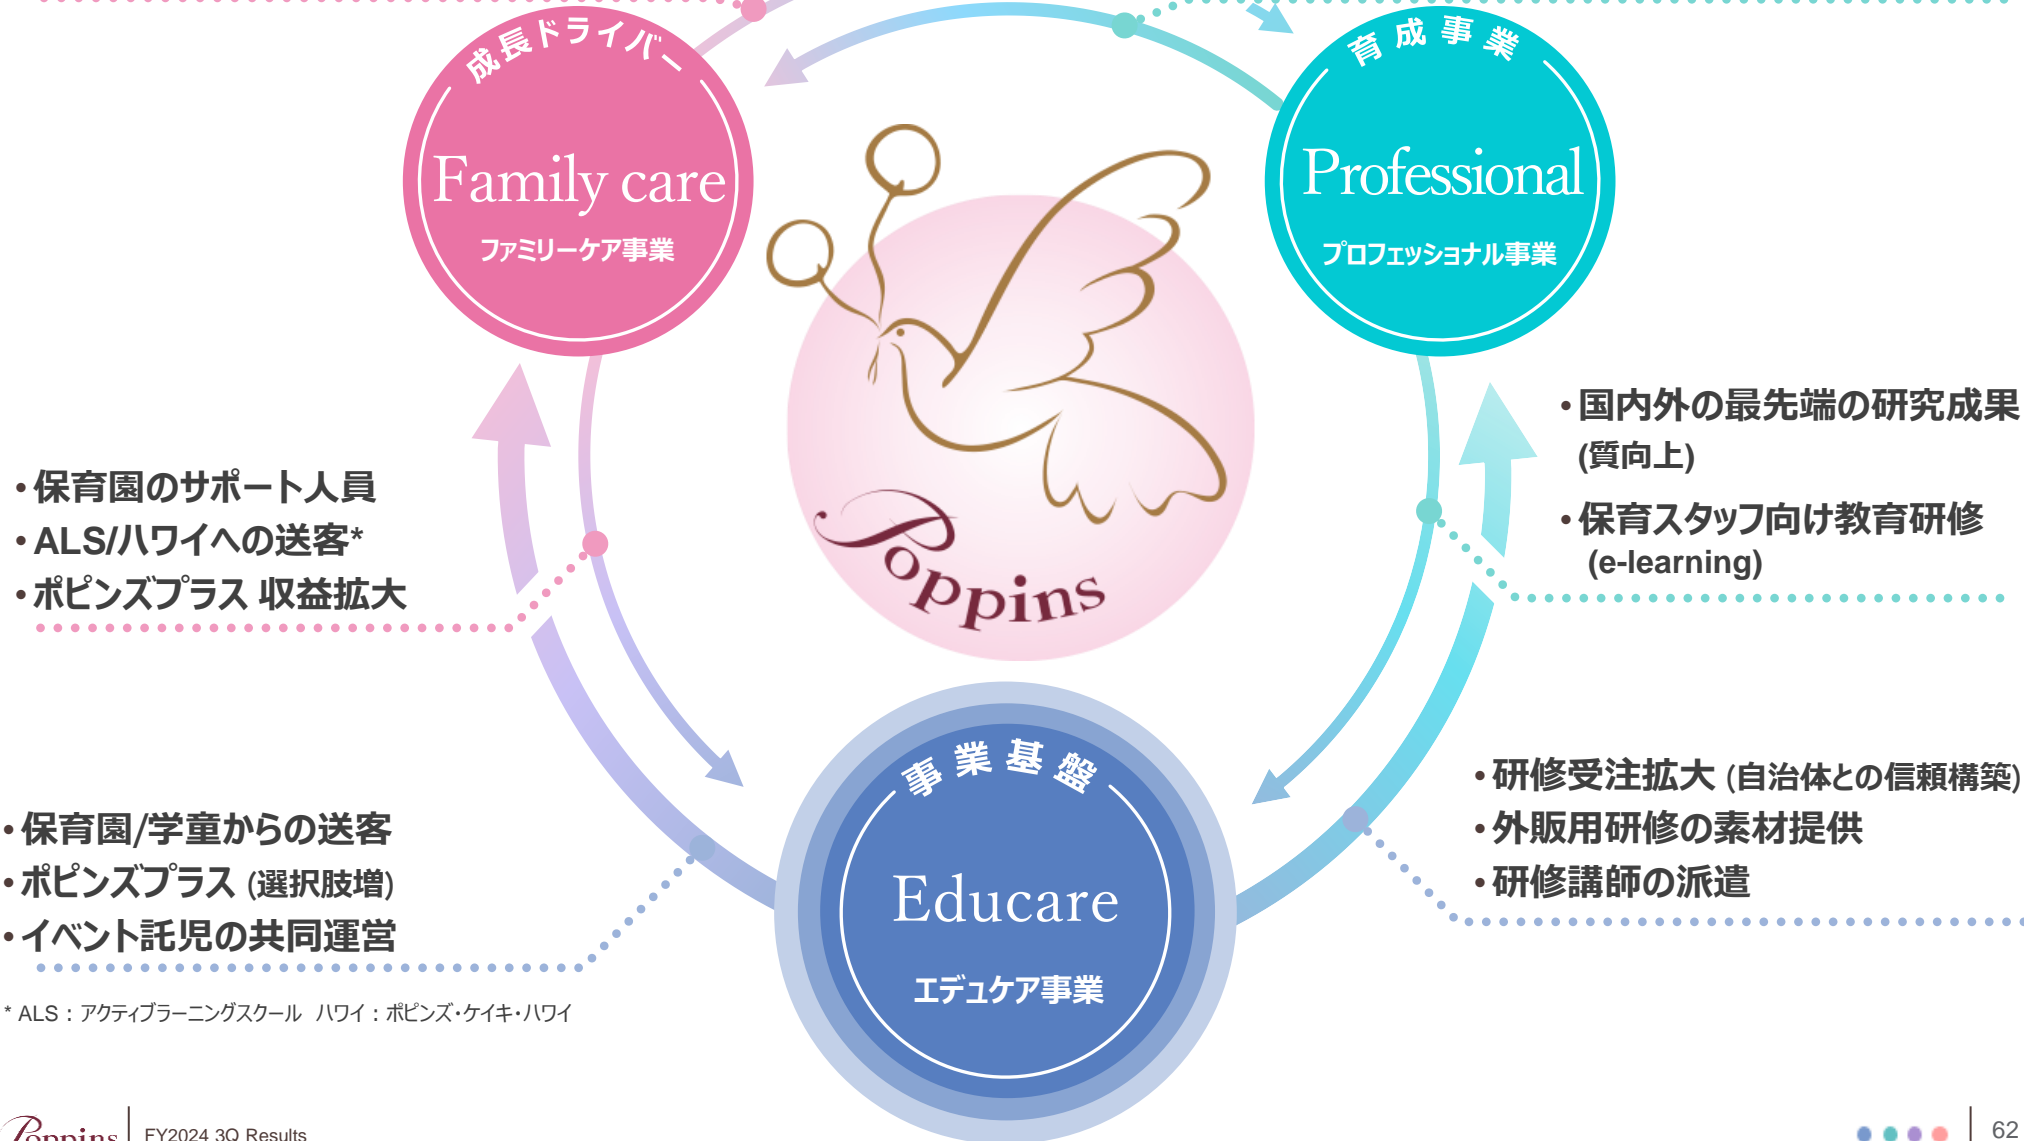 成長ドライバー
Family care
ファミリーケア事業
育成事業
Professional
プロフェッショナル事業
Poppins
・国内外の最先端の研究成果
(質向上)
・保育スタッフ向け教育研修
(e-learning)
・保育園のサポート人員
・ALS/ハワイへの送客*
・ポピンズプラス 収益拡大
・研修受注拡大 (自治体との信頼構築)
・外販用研修の素材提供
・研修講師の派遣
・保育園/学童からの送客
・ポピンズプラス (選択肢増)
・イベント託児の共同運営
事業基盤
Educare
エデュケア事業
* ALS：アクティブラーニングスクール ハワイ：ポピンズ・ケイキ・ハワイ
Poppins
FY2024 3Q Results
62